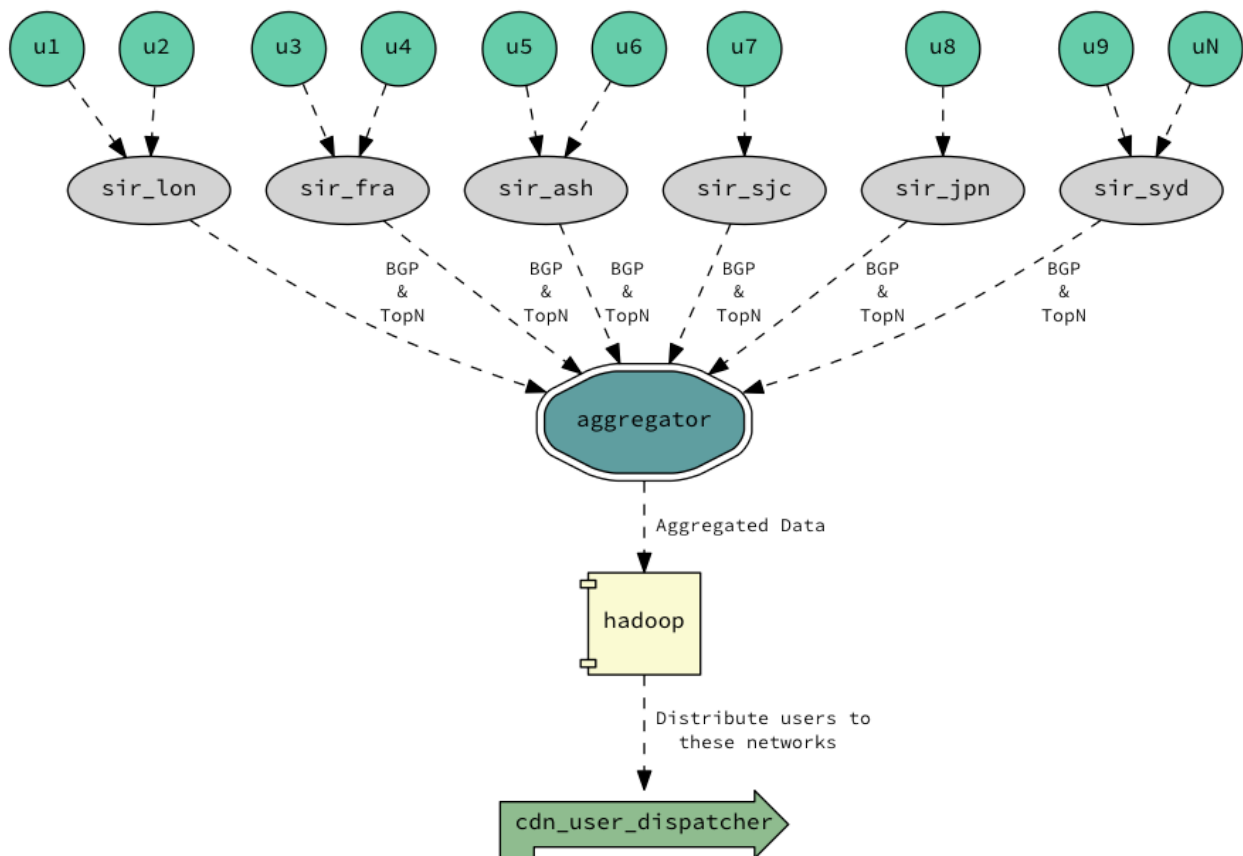 u1 u2 u3 u4 u5 u6 u7 u8 u9 uN
sir_lon sir_fra sir_ash sir_sjc sir_jpn sir_syd
BGP BGP BGP BGP BGP BGP
& & & & & &
TopN TopN TopN TopN TopN TopN
aggregator
Aggregated Data
hadoop
Distribute users to
these networks
cdn_user_dispatcher